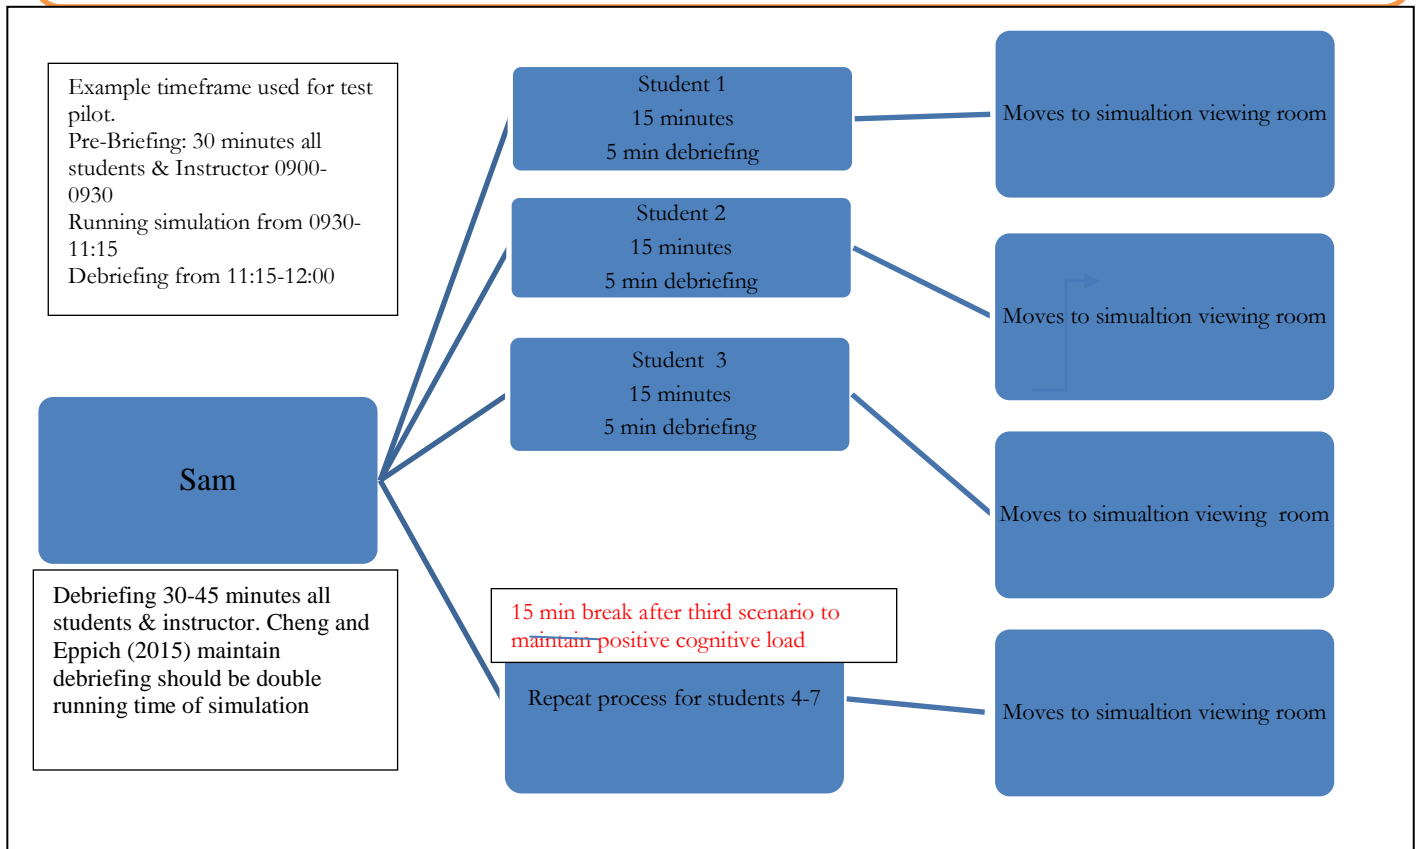 Example timeframe used for test
pilot.
Pre-Briefing: 30 minutes all
students & Instructor 0900-
0930
Running simulation from 0930-
11:15
Debriefing from 11:15-12:00
Sam
Debriefing 30-45 minutes all
students & instructor. Cheng and
Eppich (2015) maintain
debriefing should be double
running time of simulation
Student 1
15 minutes
5 min debriefing
Moves to simualtion viewing room
Student 2
15 minutes
5 min debriefing
Moves to simualtion viewing room
Student 3
15 minutes
5 min debriefing
Moves to simualtion viewing room
15 min break after third scenario to
maintain positive cognitive load
Repeat process for students 4-7
Moves to simualtion viewing room